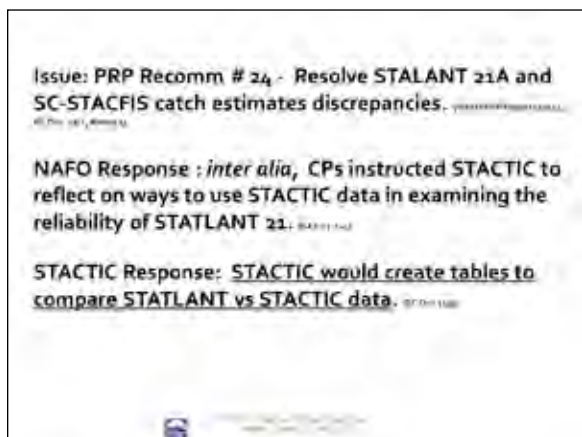 Issue: PRP Recomm # 24 - Resolve STALANT 21A and
SC-STACFIS catch estimates discrepancies.
NAFO Response : inter alia, CPs instructed STACTIC to
reflect on ways to use STACTIC data in examining the
reliability of STATLANT 21.
STACTIC Response: STACTIC would create tables to
compare STATLANT vs STACTIC data.